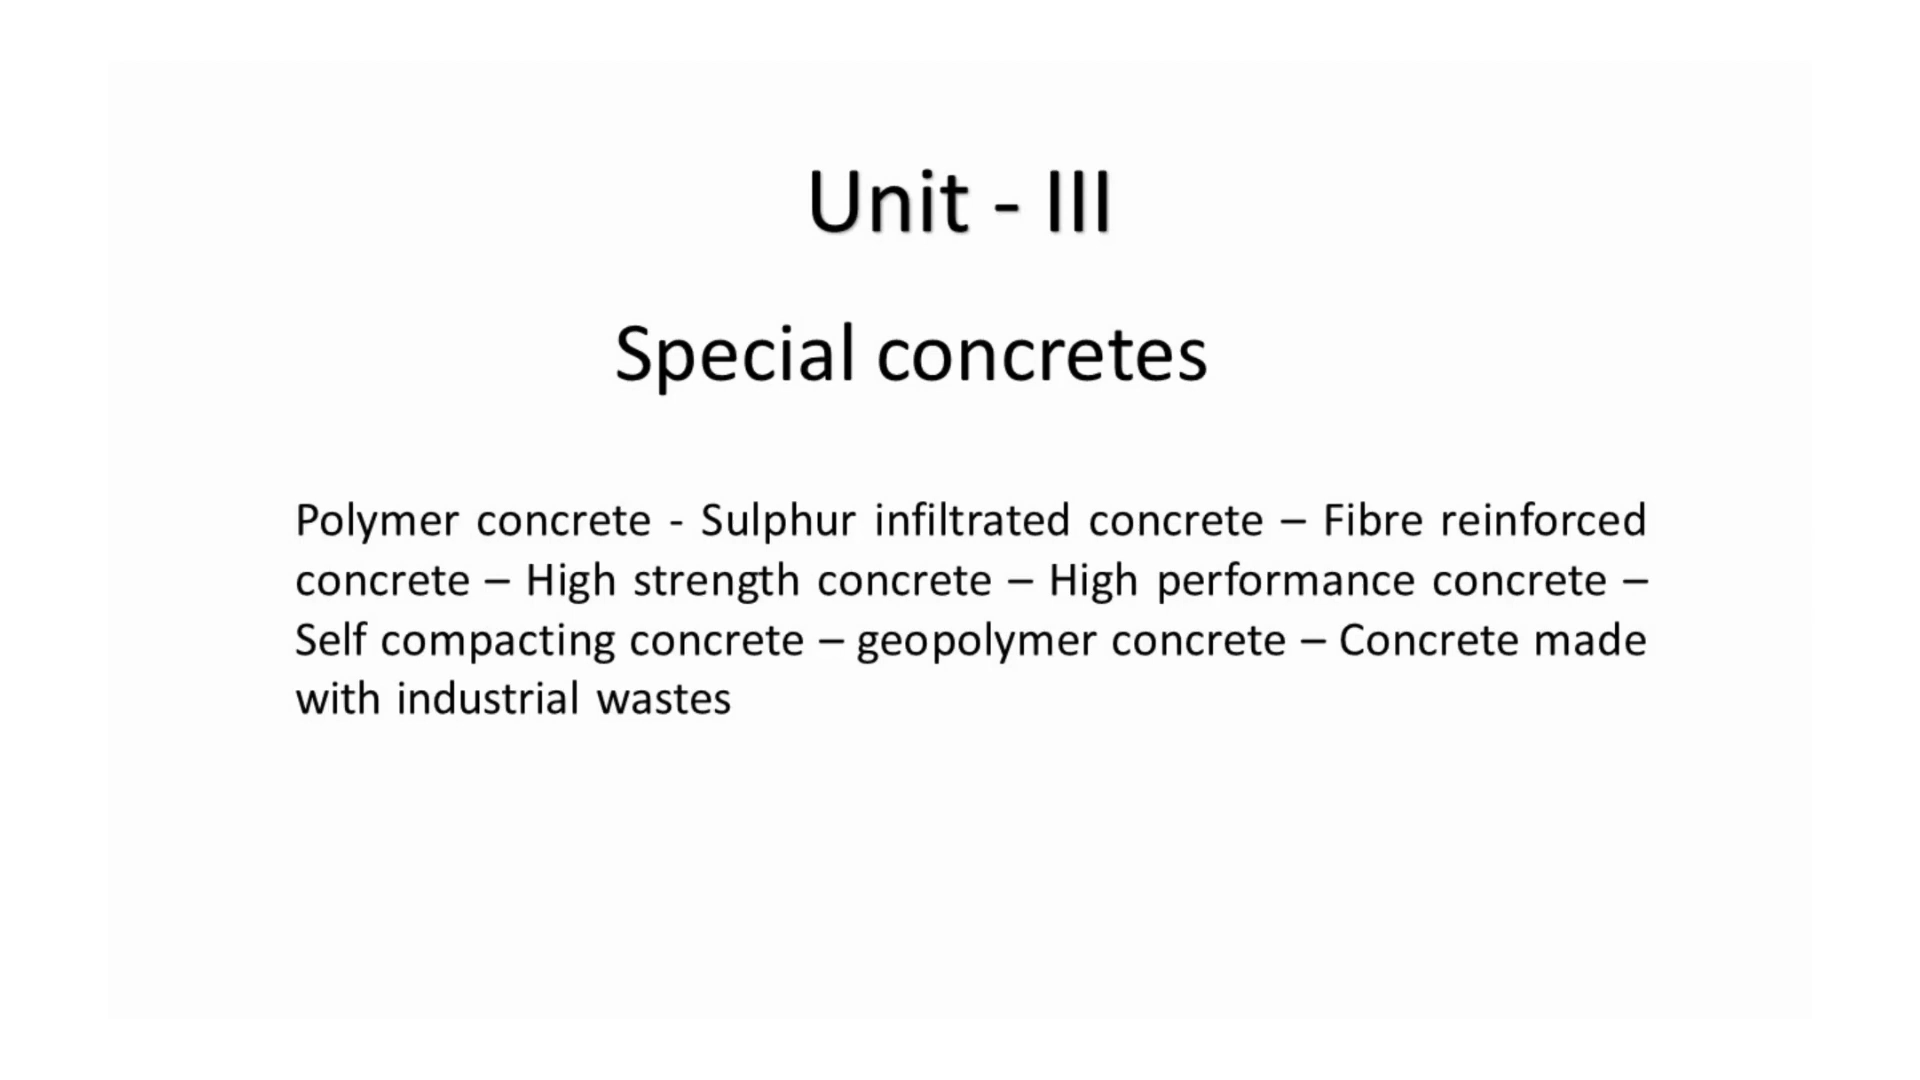 Unit - III
Special concretes
Polymer concrete - Sulphur infiltrated concrete – Fibre reinforced
concrete – High strength concrete – High performance concrete –
Self compacting concrete – geopolymer concrete – Concrete made
with industrial wastes